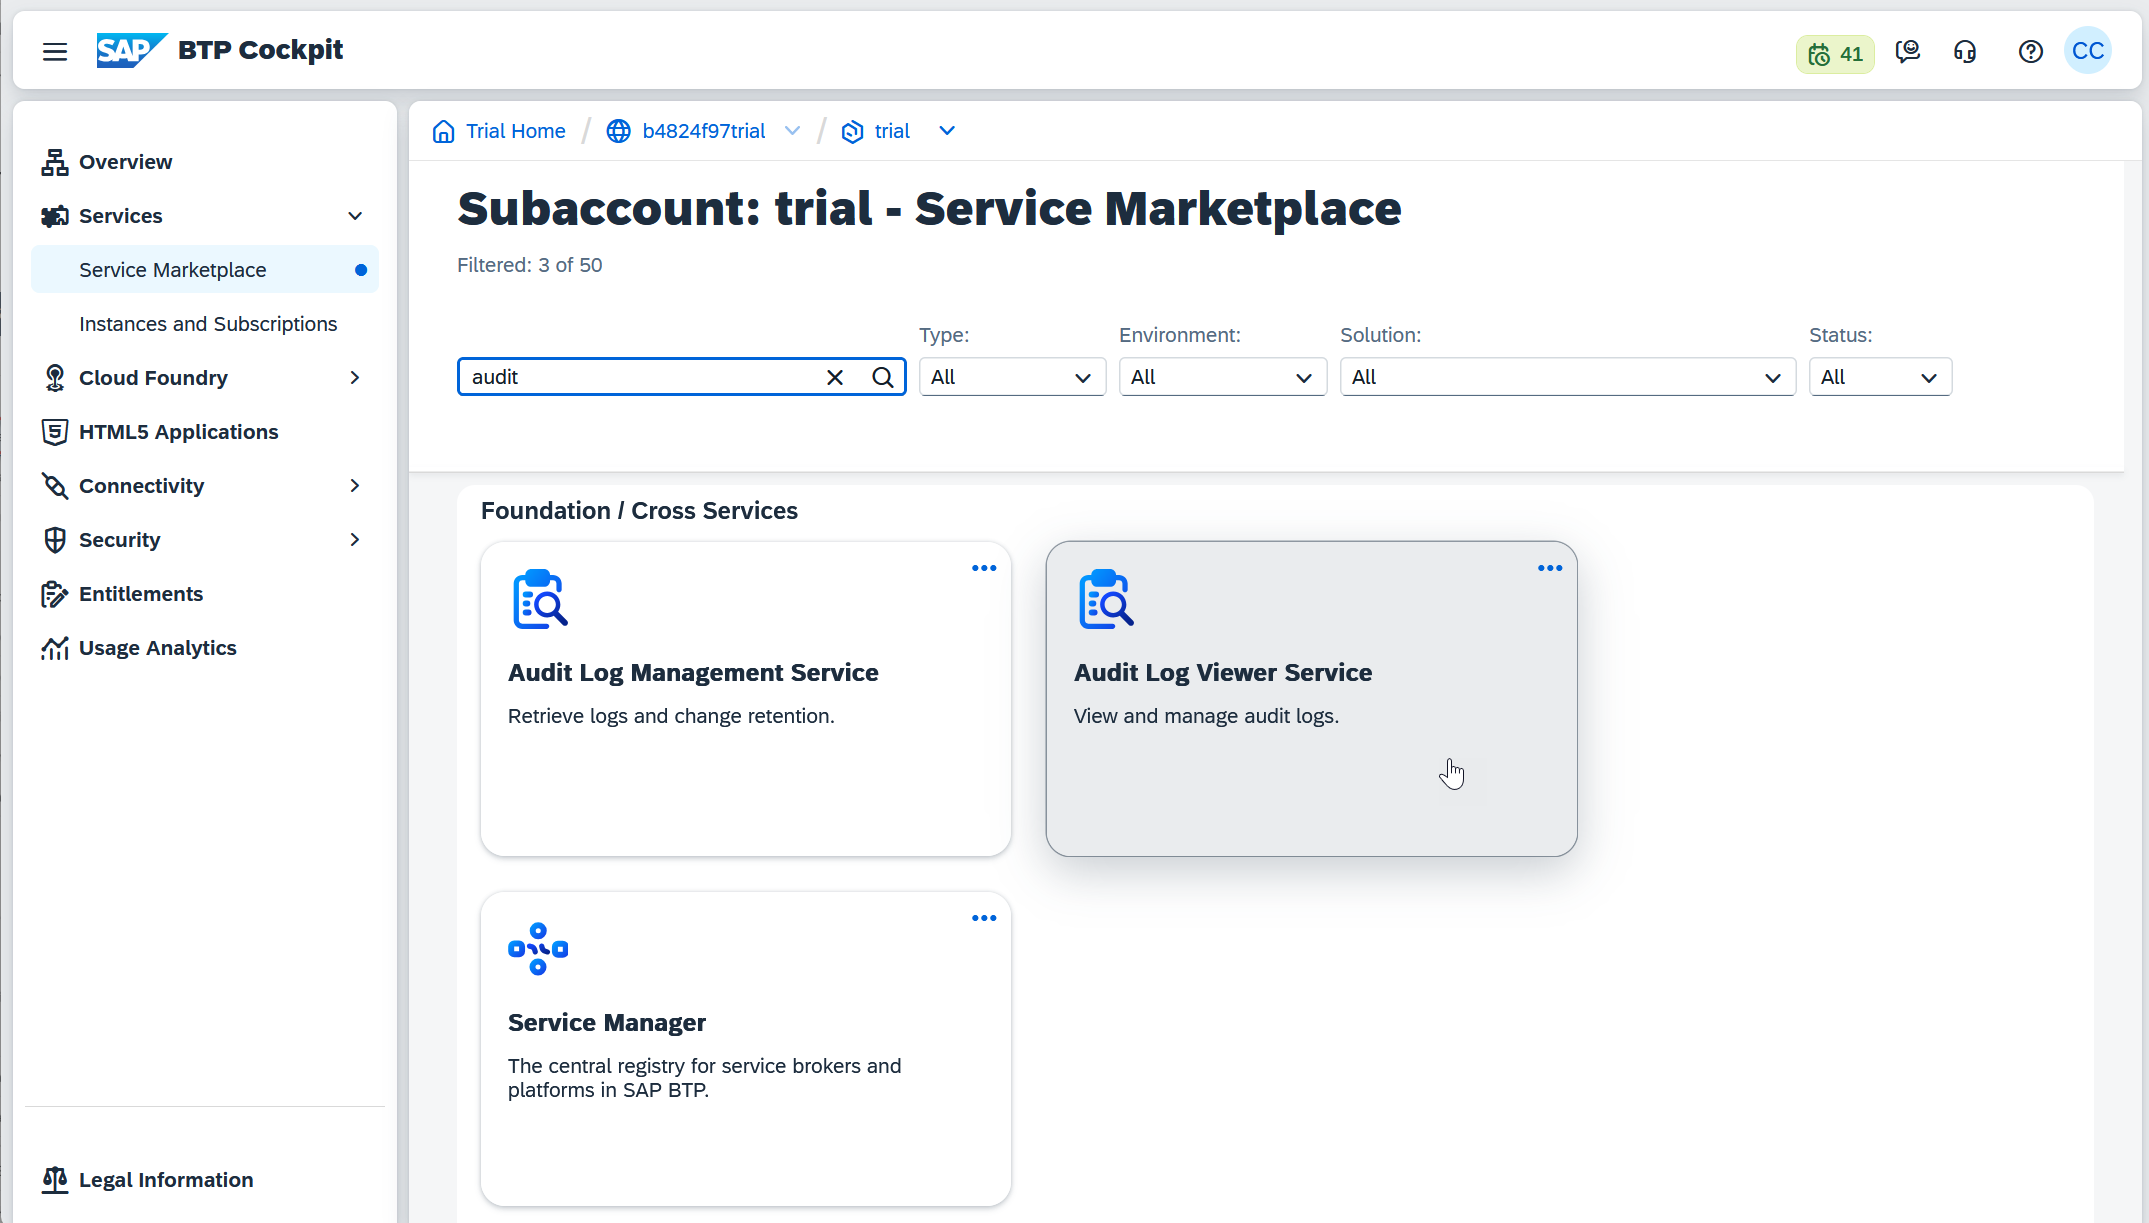 SAP BTP Cockpit
41
CC
Overview
Services
Service Marketplace
Instances and Subscriptions
Cloud Foundry
HTML5 Applications
Connectivity
Security
Entitlements
Usage Analytics
Legal Information
Trial Home / b4824f97trial / trial
Subaccount: trial - Service Marketplace
Filtered: 3 of 50
Type: Environment: Solution: Status:
audit All All All All
Foundation / Cross Services
Audit Log Management Service
Retrieve logs and change retention.
Audit Log Viewer Service
View and manage audit logs.
Service Manager
The central registry for service brokers and
platforms in SAP BTP.